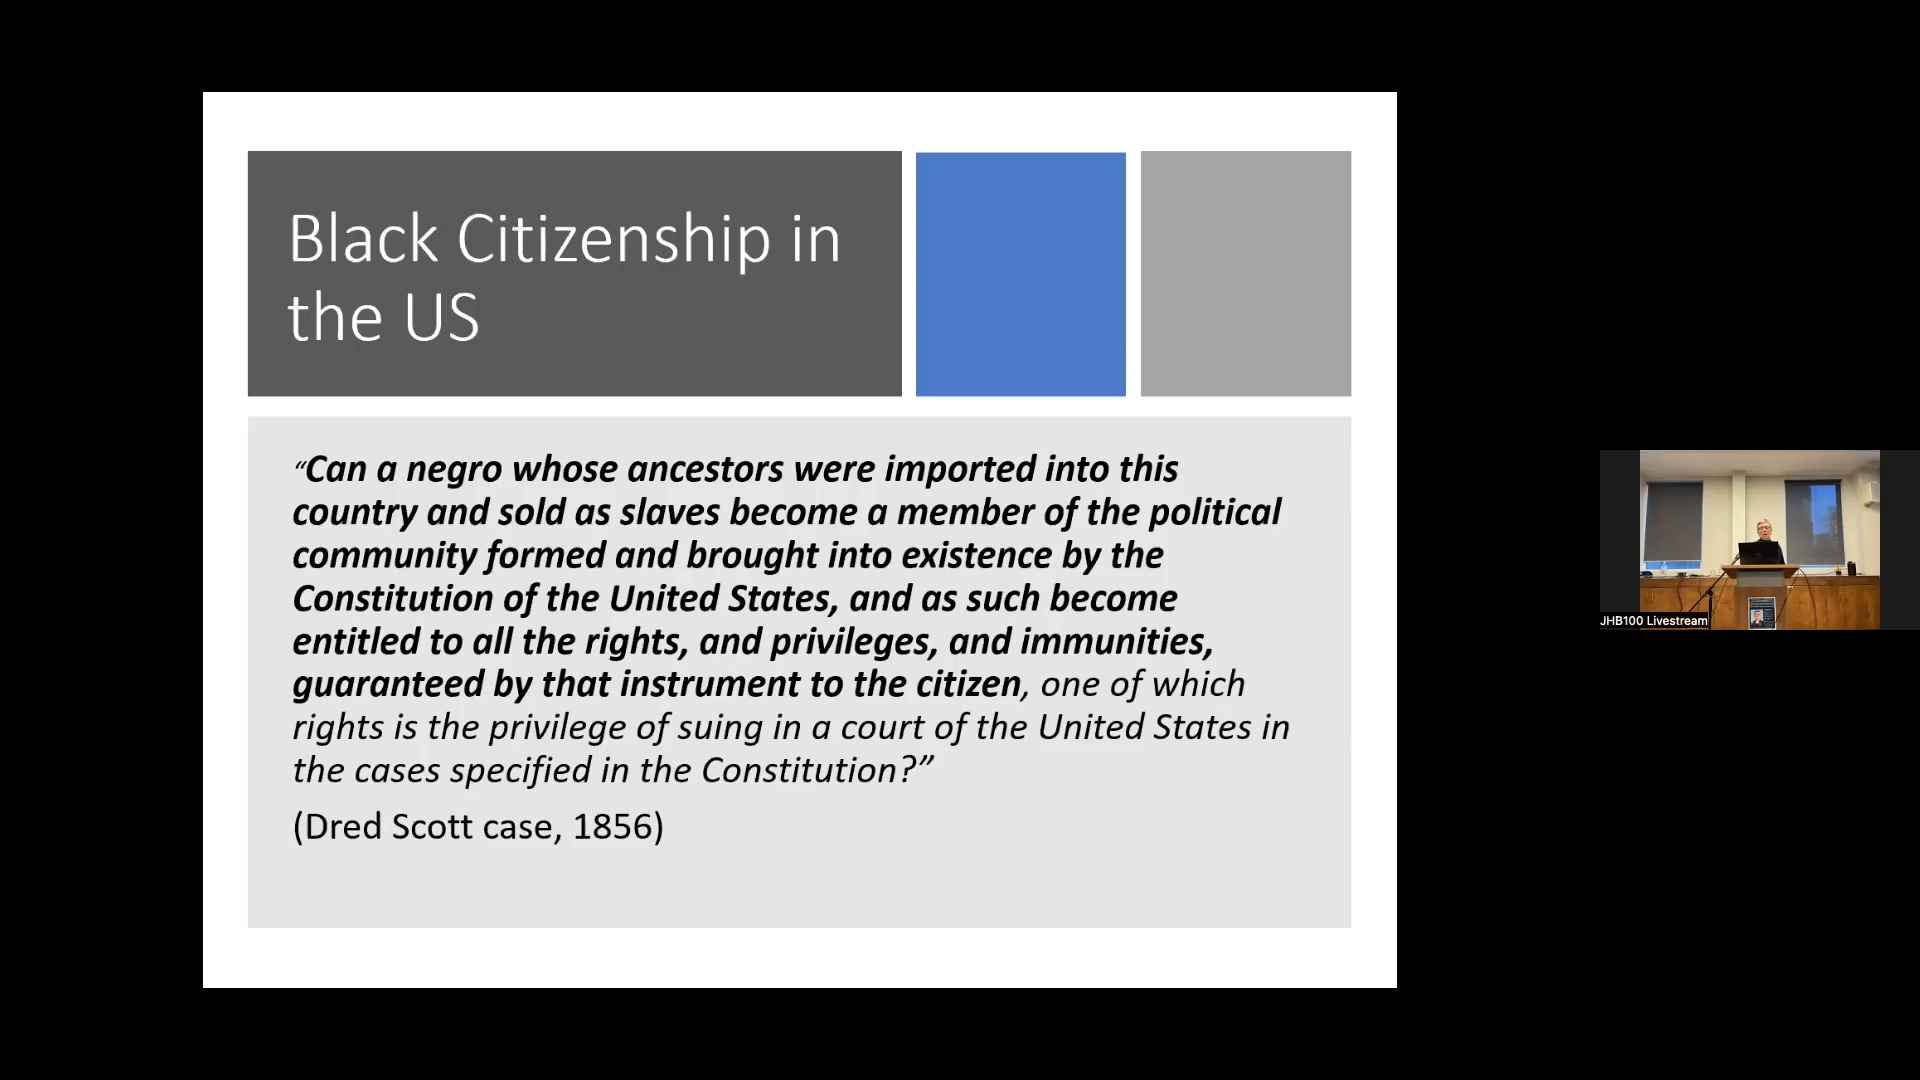 Black Citizenship in
the US
“Can a negro whose ancestors were imported into this
country and sold as slaves become a member of the political
community formed and brought into existence by the
Constitution of the United States, and as such become
entitled to all the rights, and privileges, and immunities,
guaranteed by that instrument to the citizen, one of which
rights is the privilege of suing in a court of the United States in
the cases specified in the Constitution?”
(Dred Scott case, 1856)
JHB100 Livestream